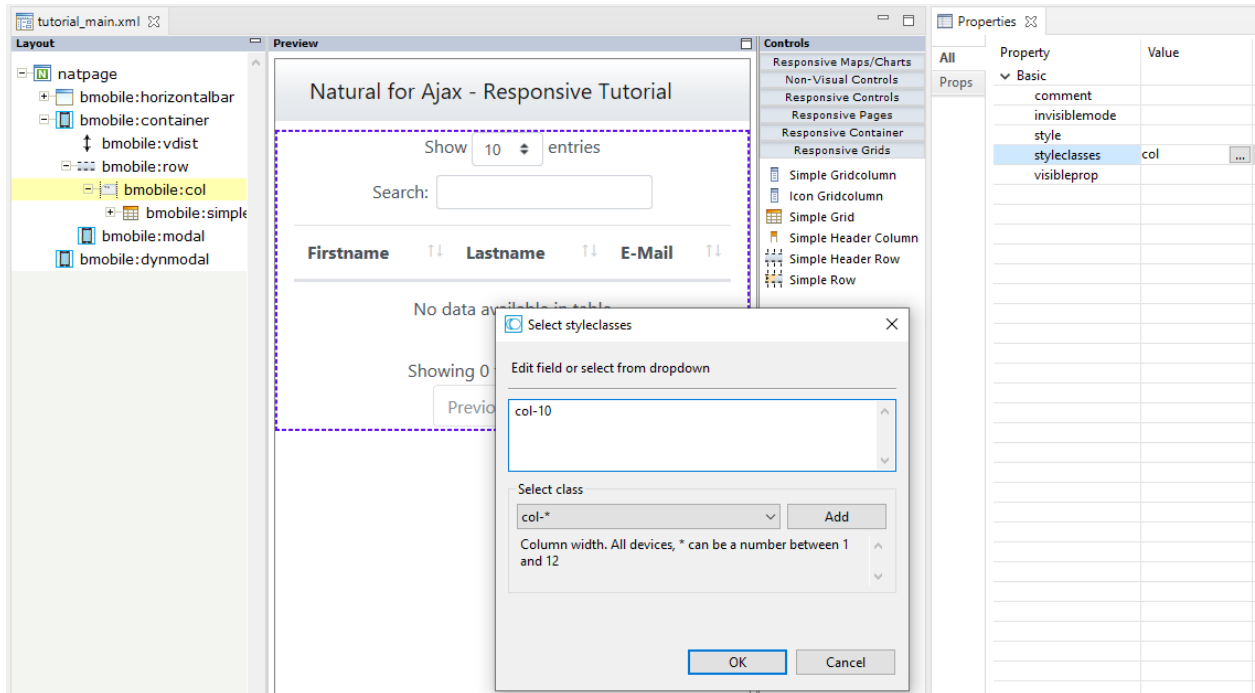 tutorial_main.xml
Layout
natpage
bmobile:horizontalbar
bmobile:container
bmobile:vdist
bmobile:row
bmobile:col
bmobile:simple
bmobile:modal
bmobile:dynmodal
Preview
Natural for Ajax - Responsive Tutorial
Show 10 entries
Search:
Firstname Lastname E-Mail
No data available in table
Showing 0
Previo
Controls
Responsive Maps/Charts
Non-Visual Controls
Responsive Controls
Responsive Pages
Responsive Container
Responsive Grids
Simple Gridcolumn
Icon Gridcolumn
Simple Grid
Simple Header Column
Simple Header Row
Simple Row
Select styleclasses
Edit field or select from dropdown
col-10
Select class
col-*
Add
Column width. All devices, * can be a number between 1
and 12
OK
Cancel
Properties
All
Props
Property Value
Basic
comment
invisiblemode
style
styleclasses col ...
visibleprop